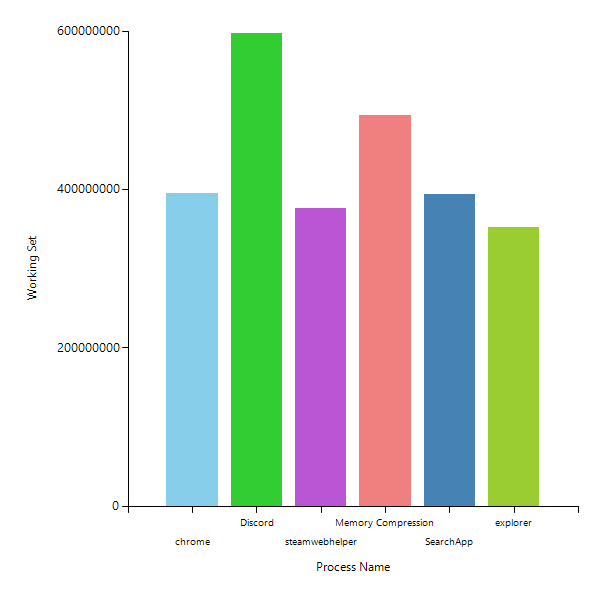 600000000
400000000
200000000
0
Working Set
Discord
Memory Compression
explorer
chrome
steamwebhelper
SearchApp
Process Name